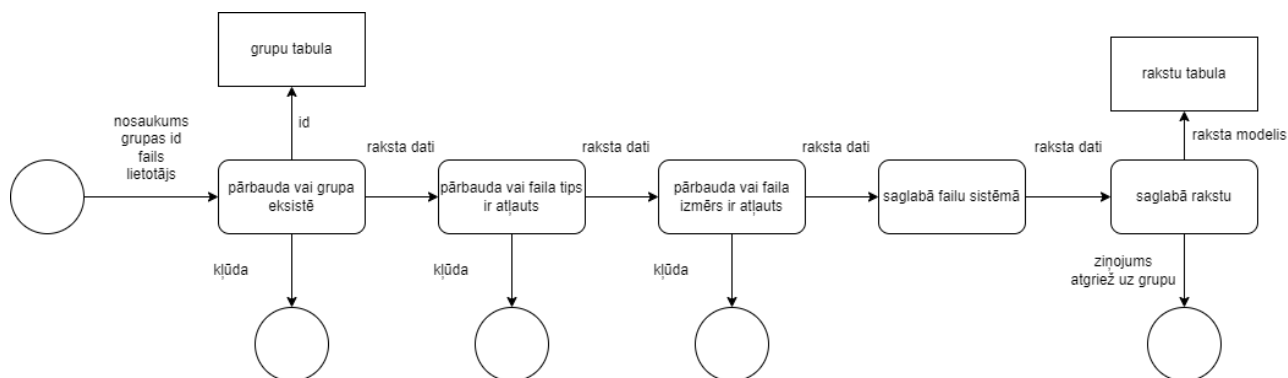 grupu tabula
rakstu tabula
nosaukums
grupas id
fails
lietotājs
id
raksta modelis
raksta dati
raksta dati
raksta dati
raksta dati
pārbauda vai grupa
eksistē
pārbauda vai faila tips
ir atļauts
pārbauda vai faila
izmērs ir atļauts
saglabā failu sistēmā
saglabā rakstu
kļūda
kļūda
kļūda
ziņojums
atgriež uz grupu